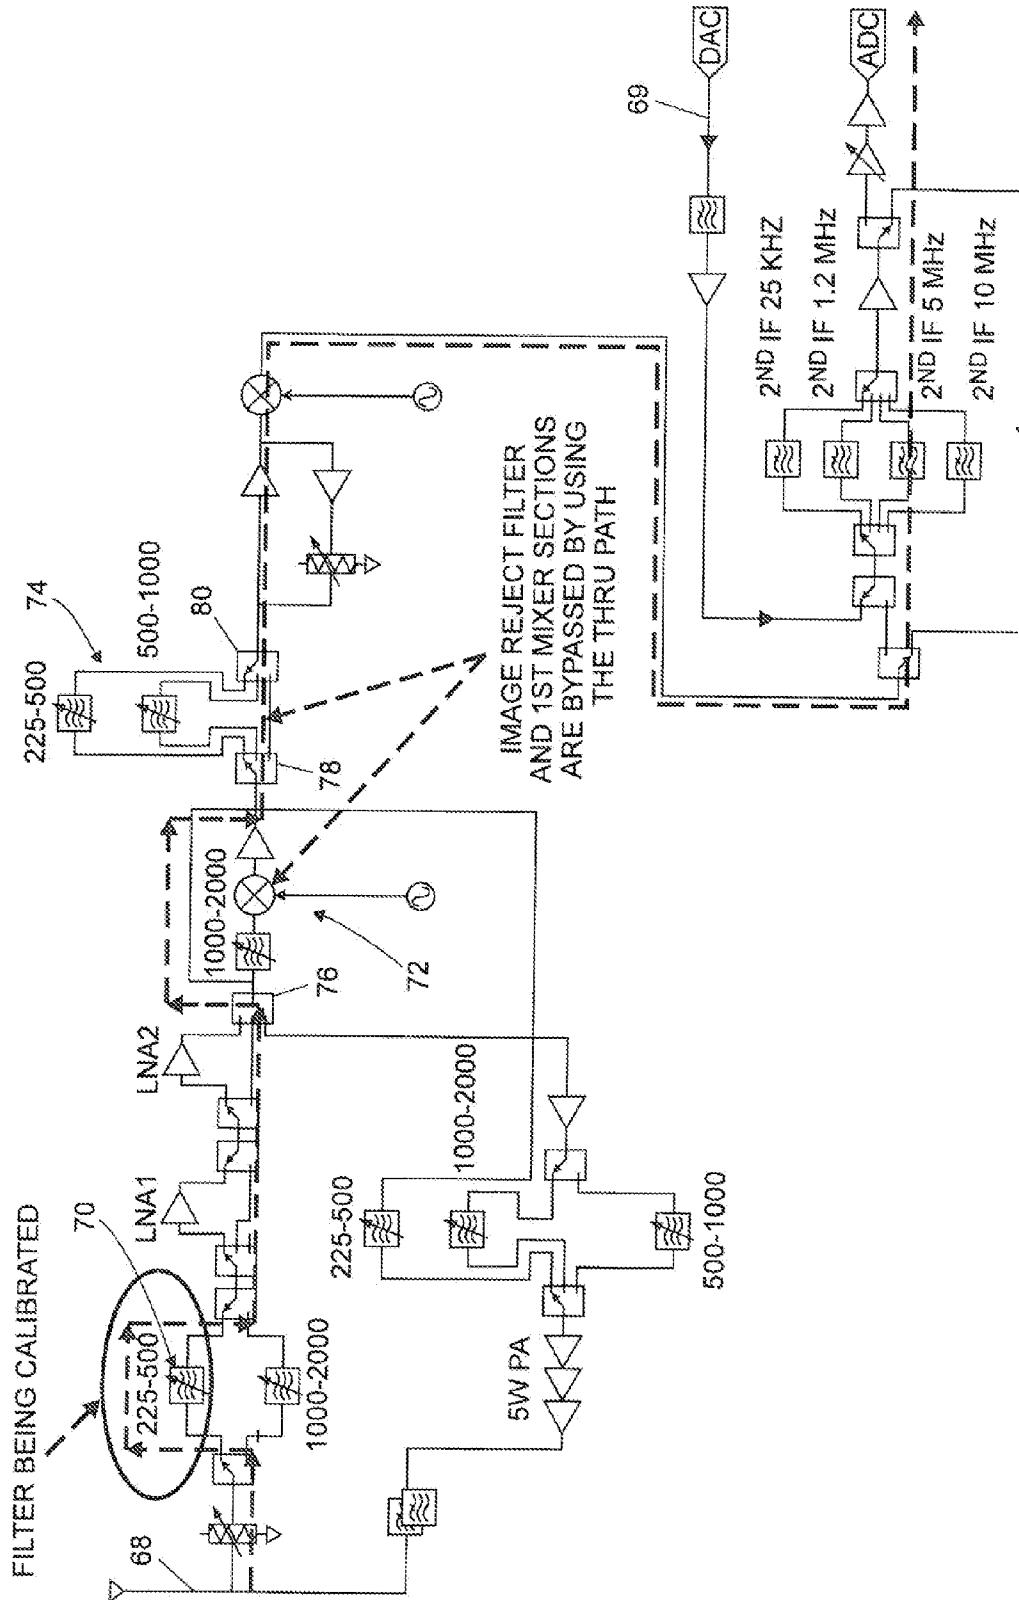 FILTER BEING CALIBRATED
70
225-500
1000-2000
68
LNA1
LNA2
76
1000-2000
72
78
225-500
74
500-1000
80
IMAGE REJECT FILTER
AND 1ST MIXER SECTIONS
ARE BYPASSED BY USING
THE THRU PATH
5W PA
225-500
1000-2000
500-1000
69
DAC
2ND IF 25 KHZ
2ND IF 1.2 MHz
2ND IF 5 MHz
2ND IF 10 MHz
ADC